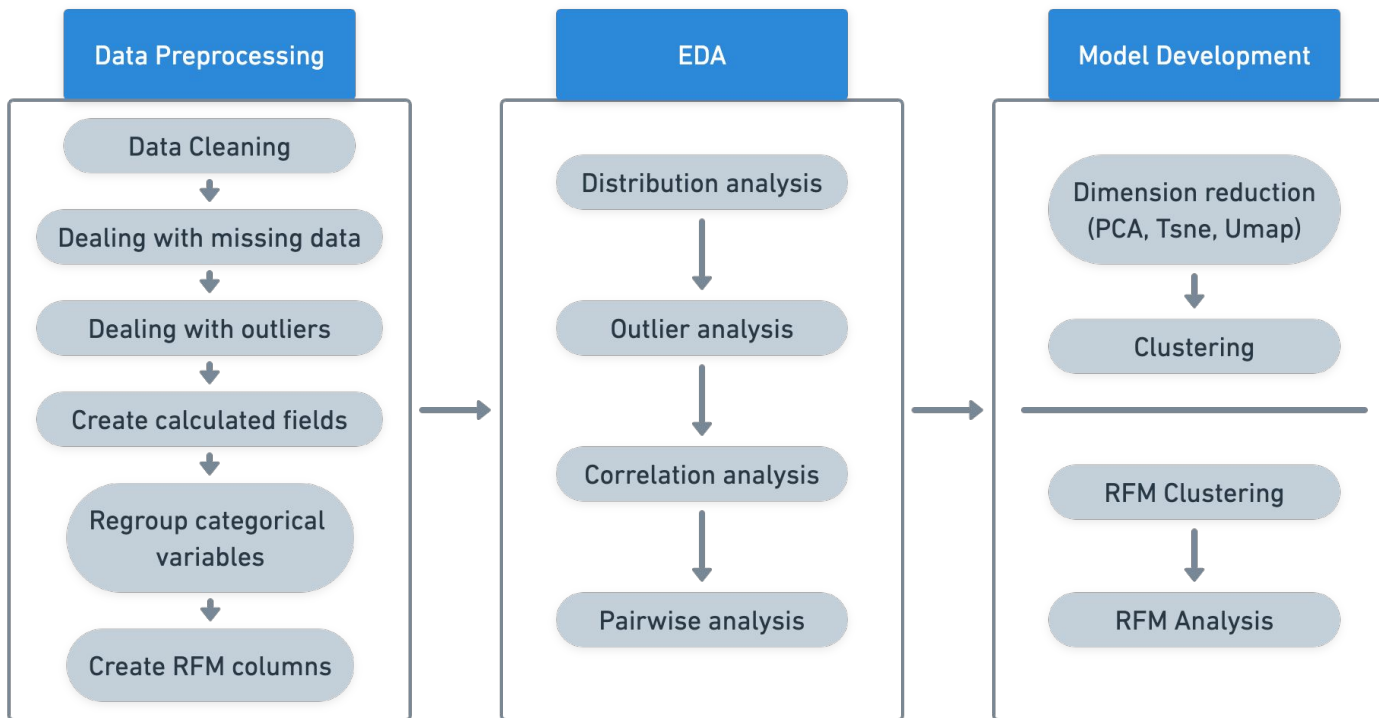 Data Preprocessing
Data Cleaning
Dealing with missing data
Dealing with outliers
Create calculated fields
Regroup categorical
variables
Create RFM columns
EDA
Distribution analysis
Outlier analysis
Correlation analysis
Pairwise analysis
Model Development
Dimension reduction
(PCA, Tsne, Umap)
Clustering
RFM Clustering
RFM Analysis